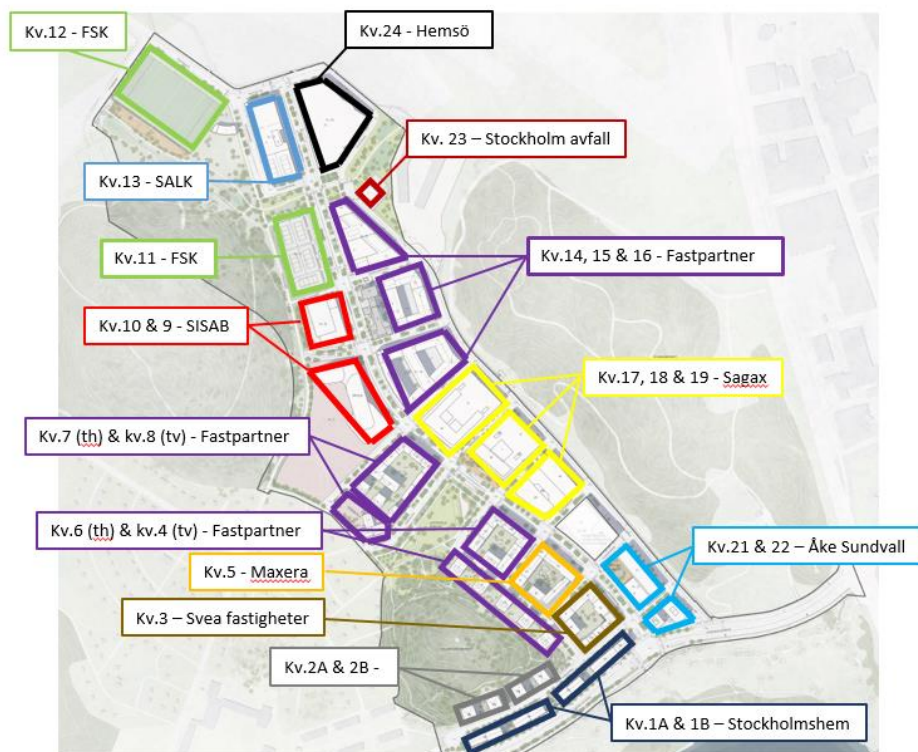 Kv.12 - FSK
Kv.24 - Hemsö
Kv. 23 – Stockholm avfall
Kv.13 - SALK
Kv.11 - FSK
Kv.14, 15 & 16 - Fastpartner
Kv.10 & 9 - SISAB
Kv.17, 18 & 19 - Sagax
Kv.7 (th) & kv.8 (tv) - Fastpartner
Kv.6 (th) & kv.4 (tv) - Fastpartner
Kv.21 & 22 – Åke Sundvall
Kv.5 - Maxera
Kv.3 – Svea fastigheter
Kv.2A & 2B -
Kv.1A & 1B – Stockholmshem